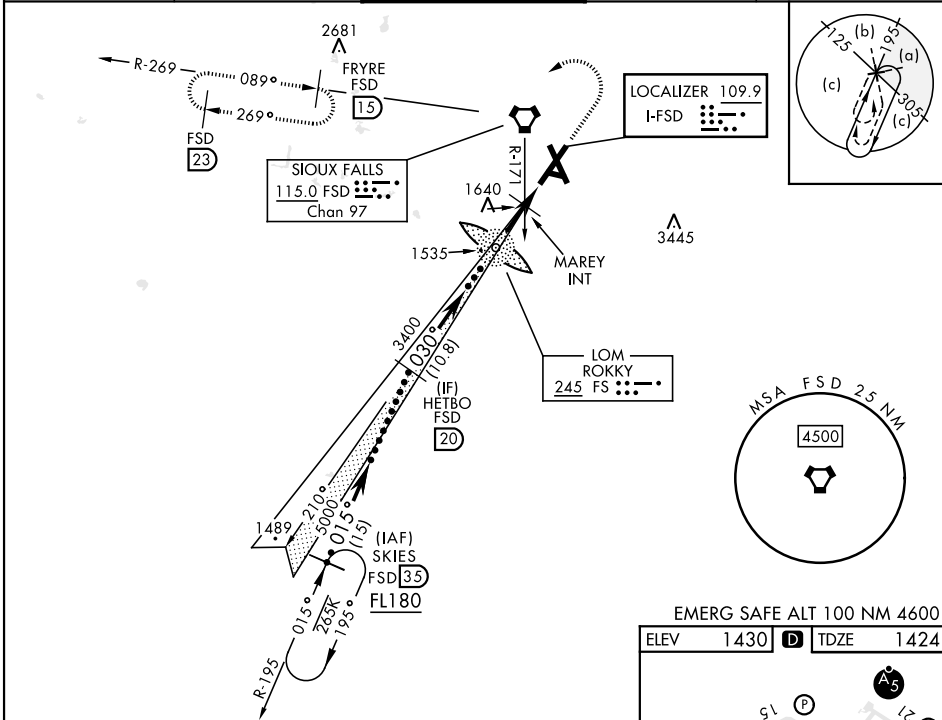 2681
R-269
089°
FRYRE
FSD
15
269°
FSD
23
LOCALIZER 109.9
I-FSD
(b)
195
125
(a)
(c)
305
(c)
SIOUX FALLS
115.0 FSD
Chan 97
R-171
1640
3445
1535
MAREY
INT
3400
030°
(10.8)
LOM
ROKKY
245 FS
(IF)
HETBO
FSD
20
MSA FSD 25 NM
4500
210°
5000
1489
015°
(15)
(IAF)
SKIES
FSD 35
FL180
015°
265K
195°
R-195
EMERG SAFE ALT 100 NM 4600
ELEV 1430 D TDZE 1424
A5
15
P
21